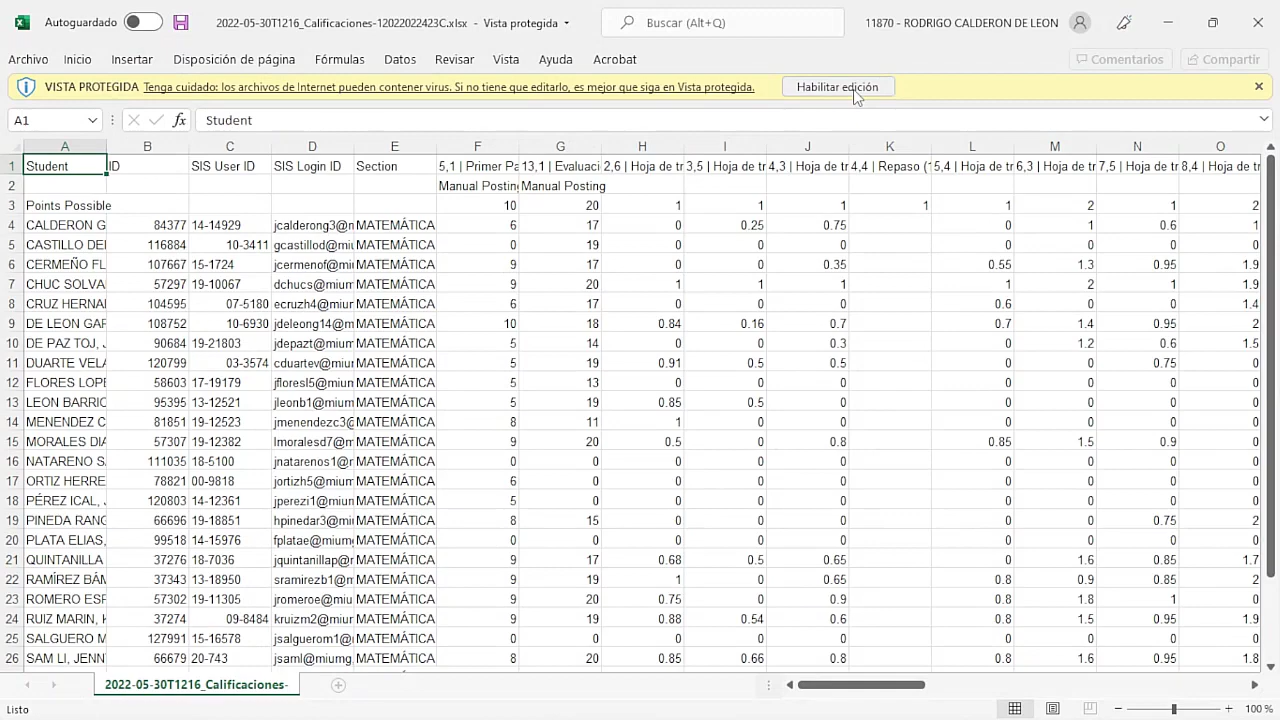 Autoguardado 2022-05-30T1216_Calificaciones-12022022423C.xlsx - Vista protegida Buscar (Alt+Q) 11870 - RODRIGO CALDERON DE LEON
Archivo Inicio Insertar Disposición de página Fórmulas Datos Revisar Vista Ayuda Acrobat Comentarios Compartir
VISTA PROTEGIDA Tenga cuidado: los archivos de Internet pueden contener virus. Si no tiene que editarlo, es mejor que siga en Vista protegida. Habilitar edición
A1 fx Student
A B C D E F G H I J K L M N O
1 Student ID SIS User ID SIS Login ID Section 5,1 | Primer Pa 13,1 | Evaluaci 2,6 | Hoja de tr 3,5 | Hoja de tr 4,3 | Hoja de tr 4,4 | Repaso (1 5,4 | Hoja de tr 6,3 | Hoja de tr 7,5 | Hoja de tr 8,4 | Hoja de tr
2 Manual Posting Manual Posting
3 Points Possible 10 20 1 1 1 1 1 2 1 2
4 CALDERON G 84377 14-14929 jcalderong3@m MATEMÁTICA 6 17 0 0.25 0.75 0 1 0.6 1
5 CASTILLO DEL 116884 10-3411 gcastillod@miu MATEMÁTICA 0 19 0 0 0 0 0 0 0
6 CERMEÑO FL 107667 15-1724 jcermenof@mi MATEMÁTICA 9 17 0 0 0.35 0.55 1.3 0.95 1.9
7 CHUC SOLVA 57297 19-10067 dchucs@mium MATEMÁTICA 9 20 1 1 1 1 2 1 1.9
8 CRUZ HERNA 104595 07-5180 ecruzh4@mium MATEMÁTICA 6 17 0 0 0 0.6 0 0 1.4
9 DE LEON GAR 108752 10-6930 jdeleong14@m MATEMÁTICA 10 18 0.84 0.16 0.7 0.7 1.4 0.95 2
10 DE PAZ TOJ, J 90684 19-21803 jdepazt@mium MATEMÁTICA 5 14 0 0 0.3 0 1.2 0.6 1.5
11 DUARTE VELA 120799 03-3574 cduartev@mium MATEMÁTICA 5 19 0.91 0.5 0.5 0 0 0.75 0
12 FLORES LOPE 58603 17-19179 jfloresl5@mium MATEMÁTICA 5 13 0 0 0 0 0 0 0
13 LEON BARRIO 95395 13-12521 jleonb1@mium MATEMÁTICA 5 19 0.85 0.5 0 0 0 0 0
14 MENENDEZ C 81851 19-12523 jmenendezc3@ MATEMÁTICA 8 11 1 0 0 0 0 0 0
15 MORALES DIA 57307 19-12382 lmoralesd7@m MATEMÁTICA 9 20 0.5 0 0.8 0.85 1.5 0.9 0
16 NATARENO S 111035 18-5100 jnatarenos1@m MATEMÁTICA 0 0 0 0 0 0 0 0 0
17 ORTIZ HERRE 78821 00-9818 jortizh5@mium MATEMÁTICA 6 0 0 0 0 0 0 0 0
18 PÉREZ ICAL, J 120803 14-12361 jperezi1@mium MATEMÁTICA 5 0 0 0 0 0 0 0 0
19 PINEDA RANG 66696 19-18851 hpinedar3@miu MATEMÁTICA 8 15 0 0 0 0 0 0.75 2
20 PLATA ELIAS, 99518 14-15976 fplatae@miumg MATEMÁTICA 0 0 0 0 0 0 0 0 0
21 QUINTANILLA 37276 18-7036 jquintanillap@m MATEMÁTICA 9 17 0.68 0.5 0.65 0 1.6 0.85 1.7
22 RAMÍREZ BÁM 37343 13-18950 sramirezb1@m MATEMÁTICA 9 19 1 0 0.65 0.8 0.9 0.85 2
23 ROMERO ESP 57302 19-11305 jromeroe@miu MATEMÁTICA 9 20 0.75 0 0.9 0.8 1.8 1 0
24 RUIZ MARIN, K 37274 09-8484 kruizm2@mium MATEMÁTICA 9 19 0.88 0.54 0.6 0.8 1.5 0.95 1.9
25 SALGUERO M 127991 15-16578 jsalguerom1@ MATEMÁTICA 0 0 0 0 0 0 0 0 0
26 SAM LI, JENN 66679 20-743 jsaml@miumg. MATEMÁTICA 8 20 0.85 0.66 0.8 0.8 1.6 0.95 1.8
2022-05-30T1216_Calificaciones-
Listo 100 %